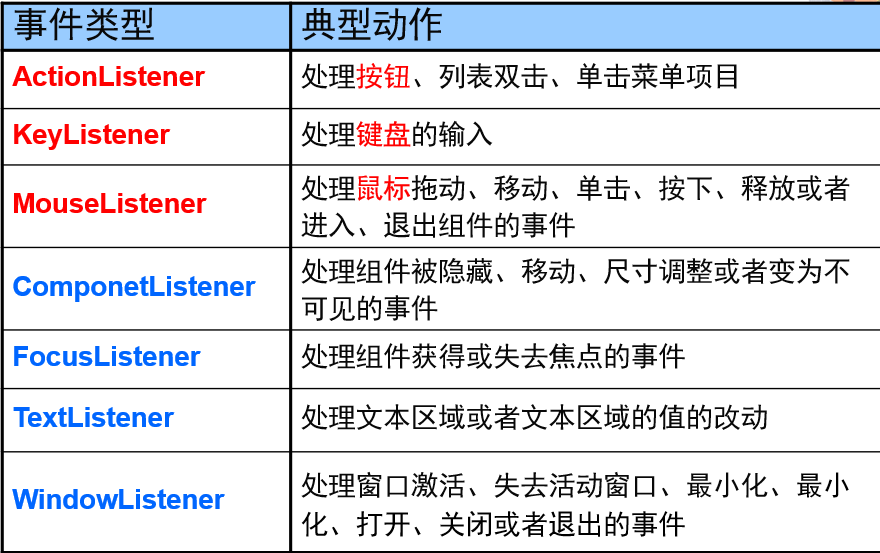 事件类型
典型动作
ActionListener
处理按钮、列表双击、单击菜单项目
KeyListener
处理键盘的输入
MouseListener
处理鼠标拖动、移动、单击、按下、释放或者
进入、退出组件的事件
ComponetListener
处理组件被隐藏、移动、尺寸调整或者变为不
可见的事件
FocusListener
处理组件获得或失去焦点的事件
TextListener
处理文本区域或者文本区域的值的改动
WindowListener
处理窗口激活、失去活动窗口、最小化、最小
化、打开、关闭或者退出的事件